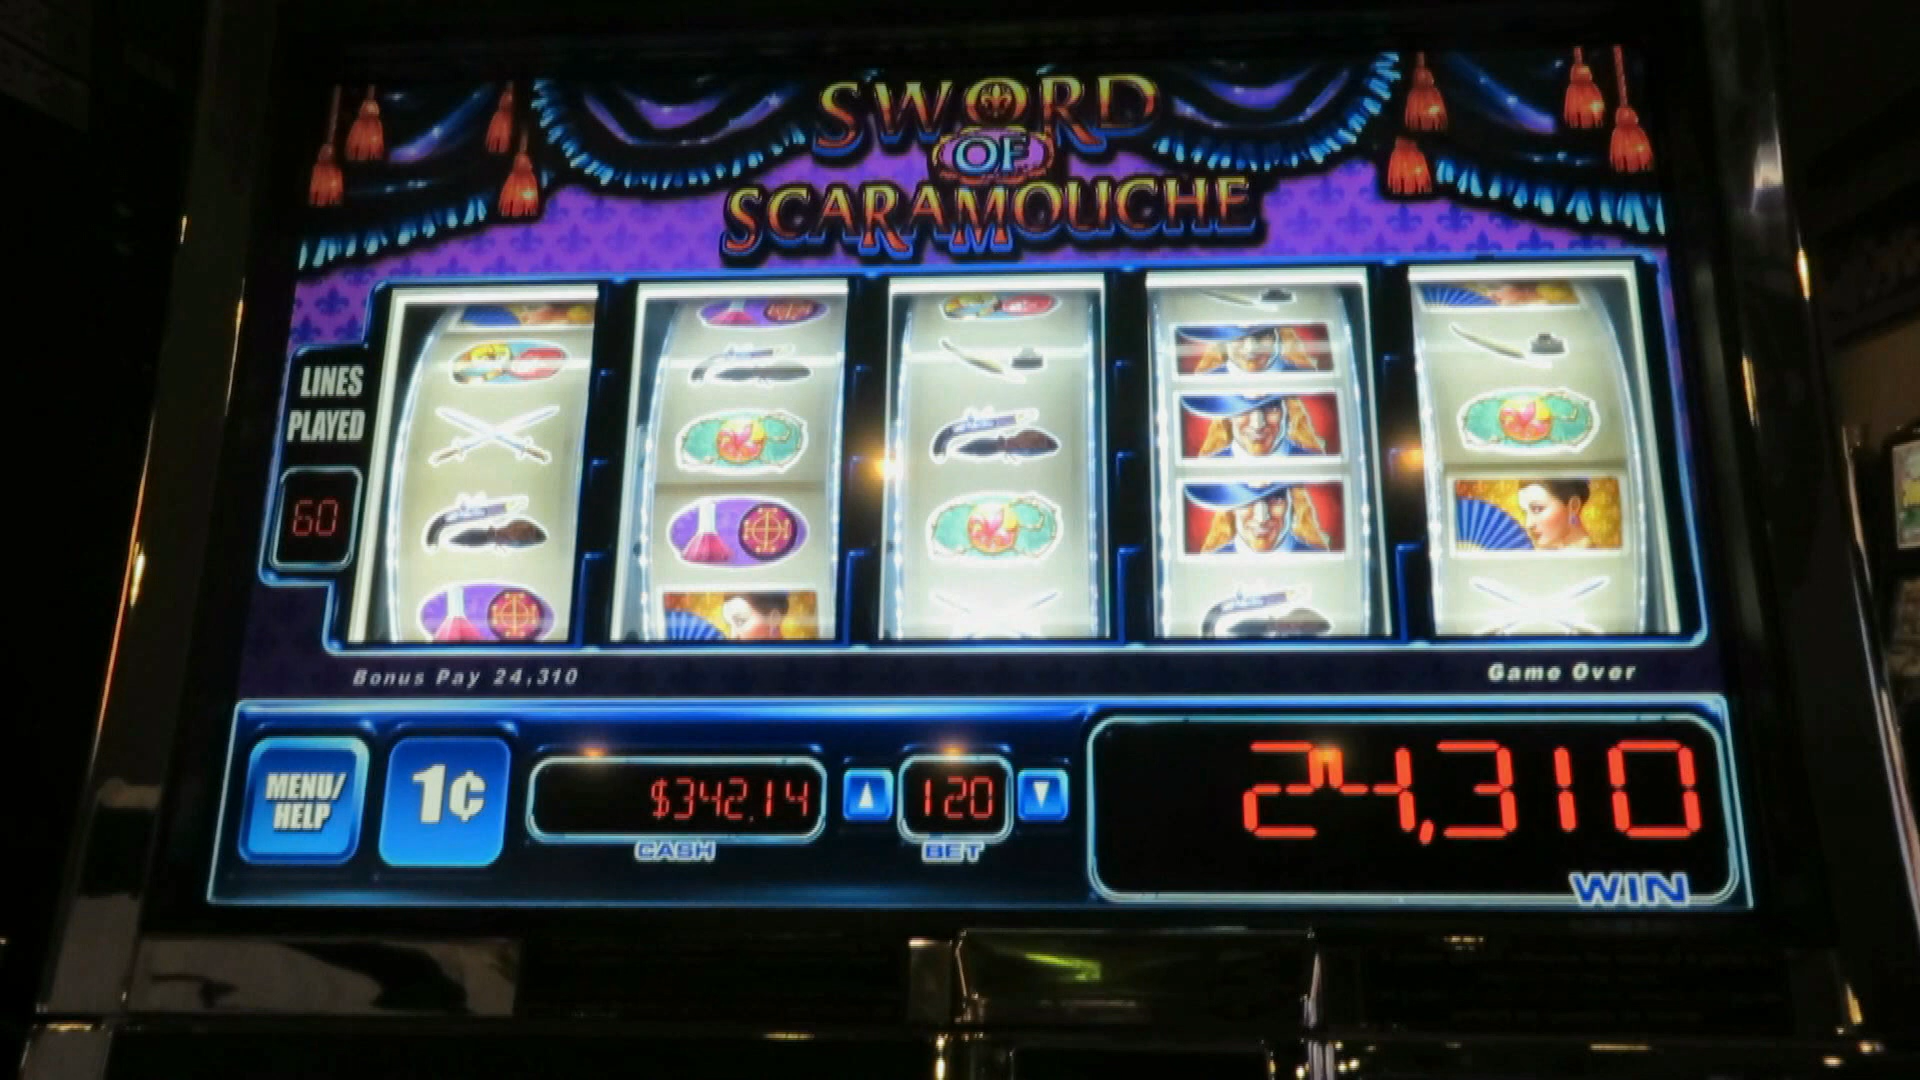 SWORD
OF
SCARAMOUCHE
LINES
PLAYED
60
Bonus Pay 24,310
Game Over
MENU/
HELP
1¢
$342.14
CASH
120
BET
24,310
WIN